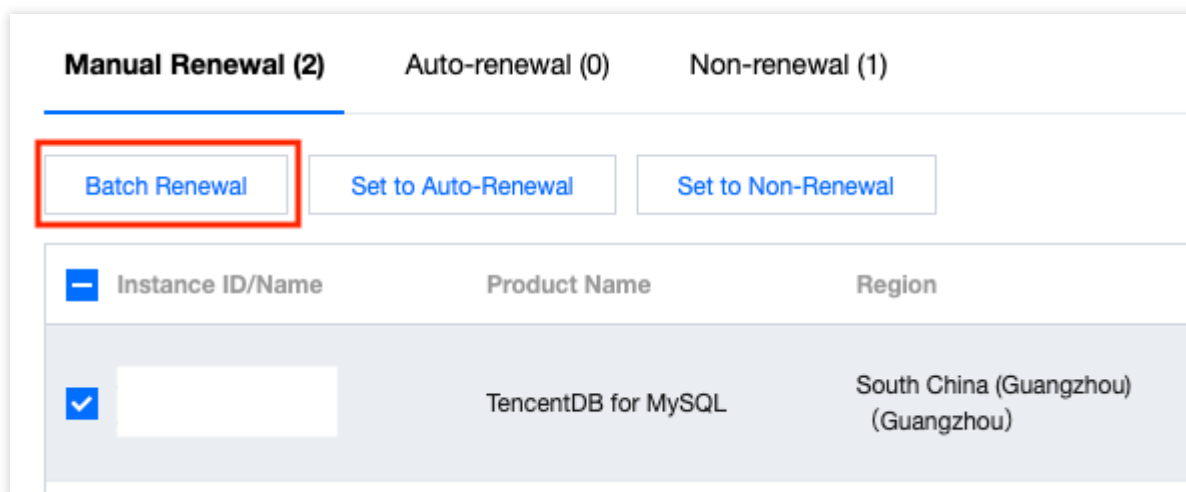 Manual Renewal (2) Auto-renewal (0) Non-renewal (1)
Batch Renewal Set to Auto-Renewal Set to Non-Renewal
Instance ID/Name Product Name Region
TencentDB for MySQL South China (Guangzhou)
（Guangzhou）